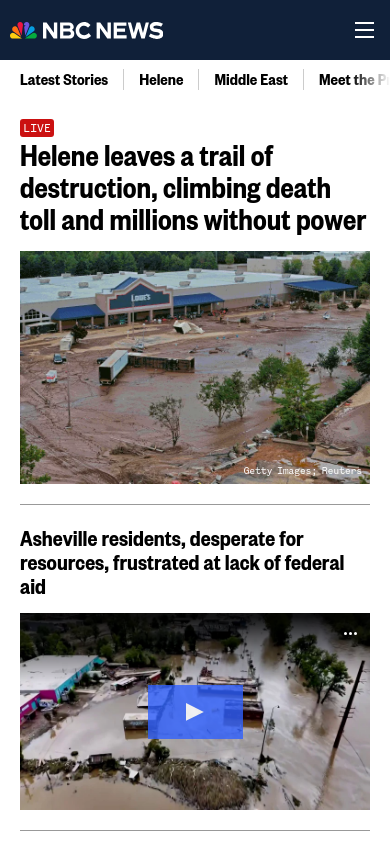 NBC NEWS
Latest Stories
Helene
Middle East
Meet the
LIVE
Helene leaves a trail of
destruction, climbing death
toll and millions without power
LOWE'S
Getty Images; Reuters
Asheville residents, desperate for
resources, frustrated at lack of federal
aid